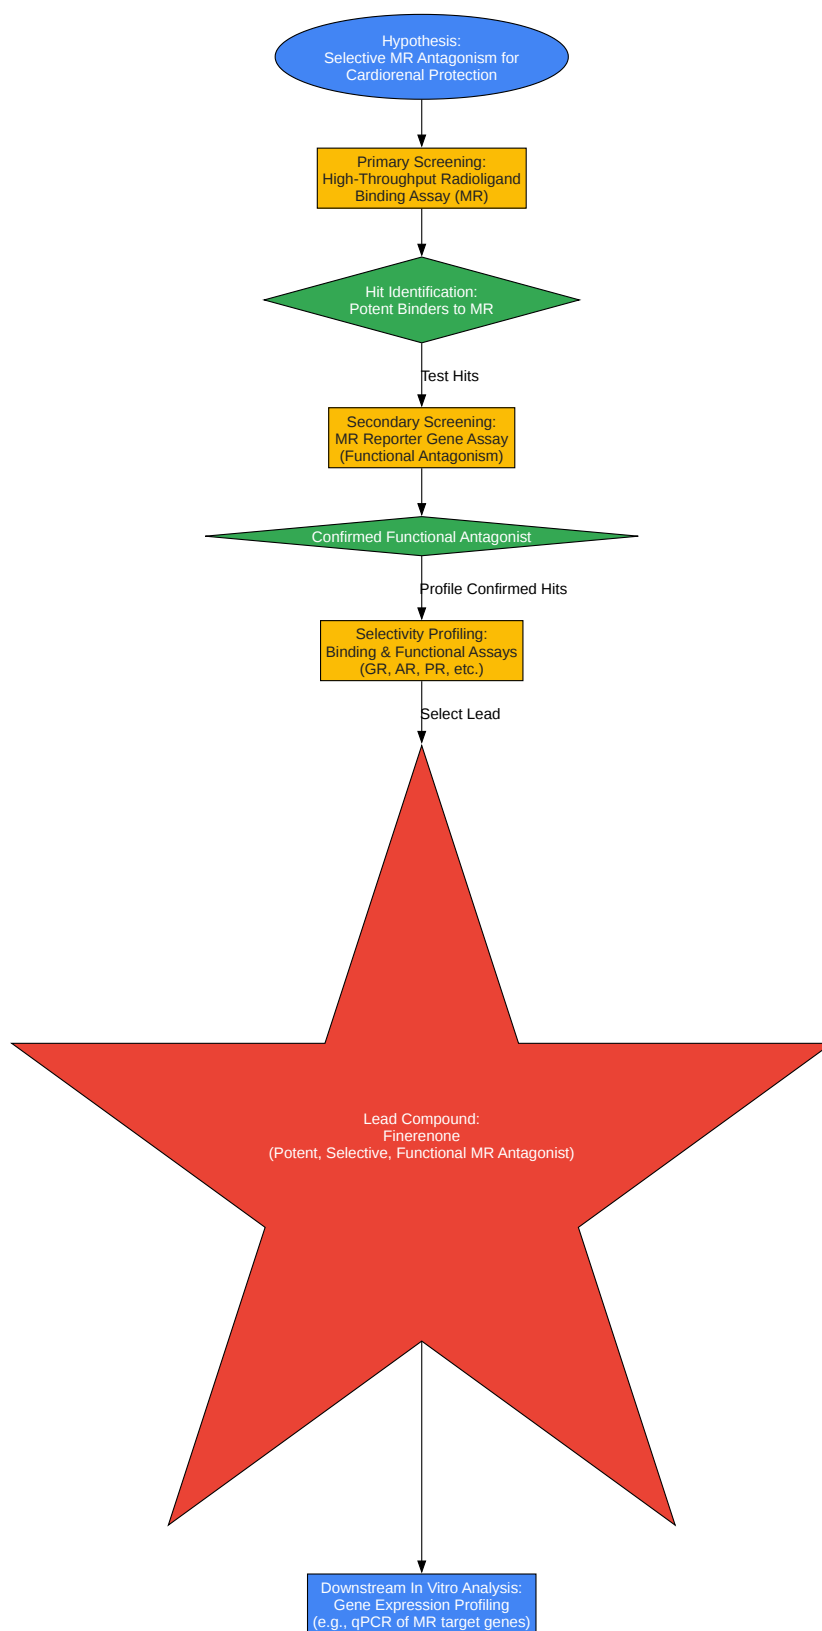 Hypothesis:
Selective MR Antagonism for
Cardiorenal Protection
Primary Screening:
High-Throughput Radioligand
Binding Assay (MR)
Hit Identification:
Potent Binders to MR
Test Hits
Secondary Screening:
MR Reporter Gene Assay
(Functional Antagonism)
Confirmed Functional Antagonist
Profile Confirmed Hits
Selectivity Profiling:
Binding & Functional Assays
(GR, AR, PR, etc.)
Select Lead
Lead Compound:
Finerenone
(Potent, Selective, Functional MR Antagonist)
Downstream In Vitro Analysis:
Gene Expression Profiling
(e.g., qPCR of MR target genes)